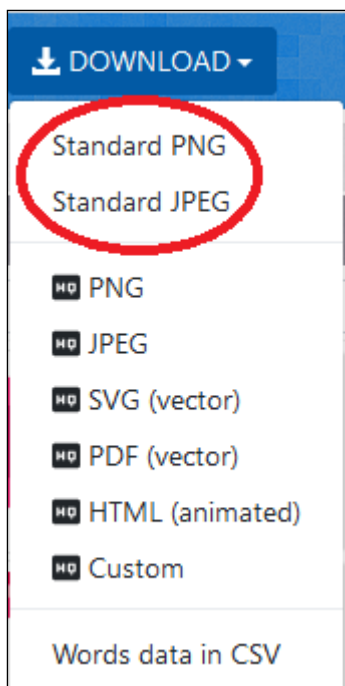 DOWNLOAD
Standard PNG
Standard JPEG
HQ PNG
HQ JPEG
HQ SVG (vector)
HQ PDF (vector)
HQ HTML (animated)
HQ Custom
Words data in CSV